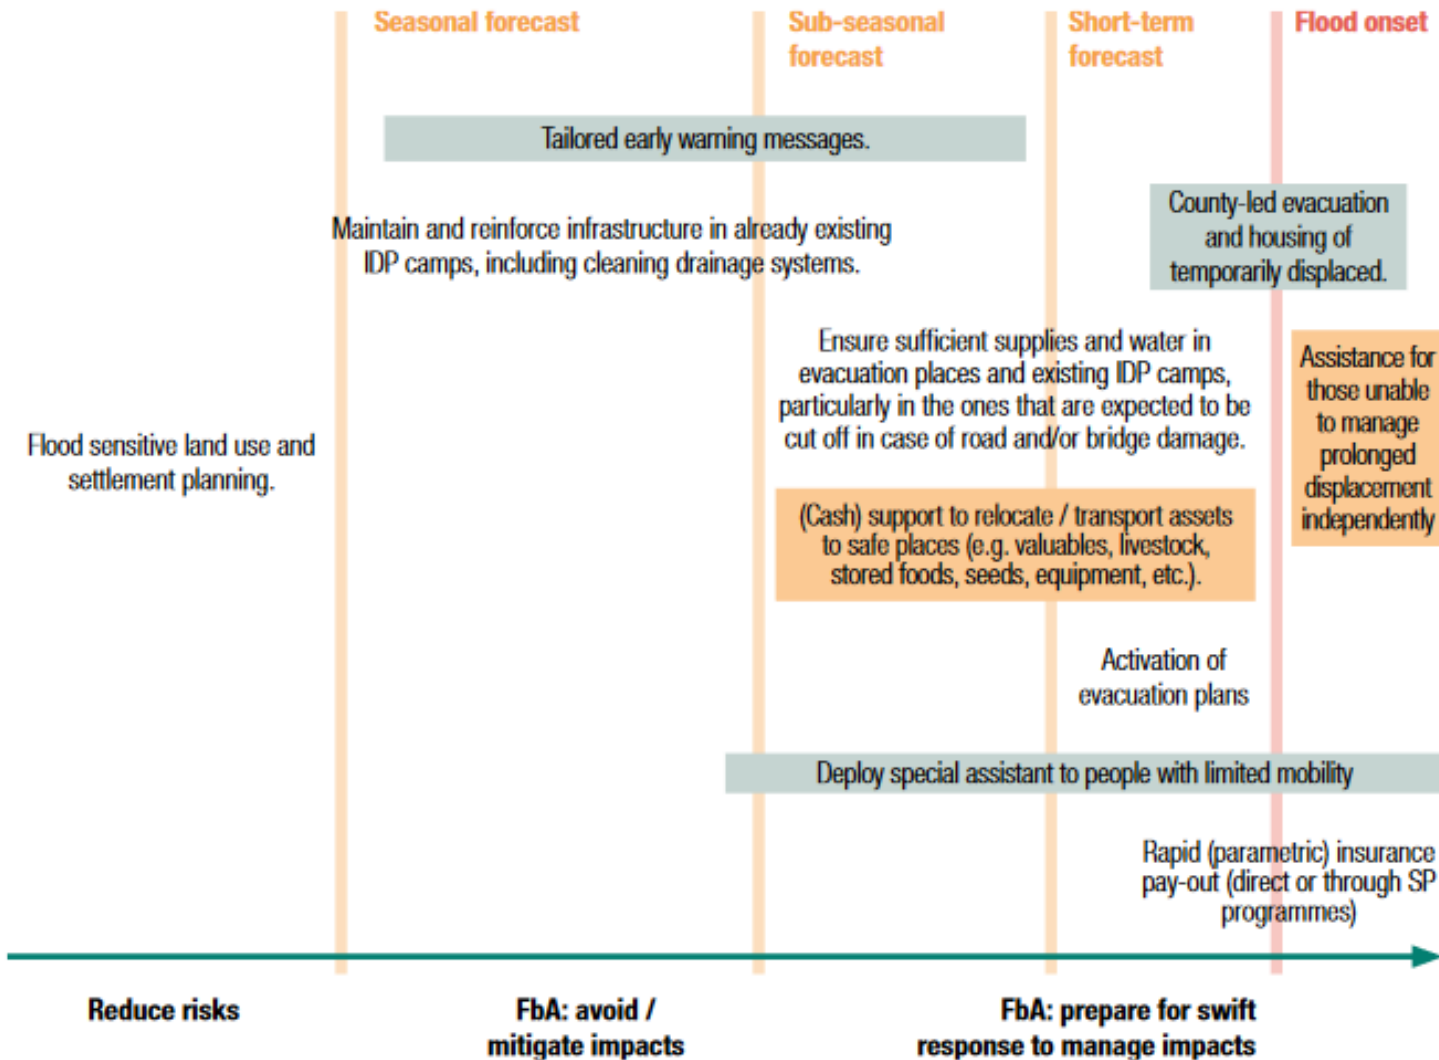 Seasonal forecast
Sub-seasonal
forecast
Short-term
forecast
Flood onset
Tailored early warning messages.
County-led evacuation
and housing of
temporarily displaced.
Maintain and reinforce infrastructure in already existing
IDP camps, including cleaning drainage systems.
Ensure sufficient supplies and water in
evacuation places and existing IDP camps,
particularly in the ones that are expected to be
cut off in case of road and/or bridge damage.
Assistance for
those unable
to manage
prolonged
displacement
independently
Flood sensitive land use and
settlement planning.
(Cash) support to relocate / transport assets
to safe places (e.g. valuables, livestock,
stored foods, seeds, equipment, etc.).
Activation of
evacuation plans
Deploy special assistant to people with limited mobility
Rapid (parametric) insurance
pay-out (direct or through SP
programmes)
Reduce risks
FbA: avoid /
mitigate impacts
FbA: prepare for swift
response to manage impacts